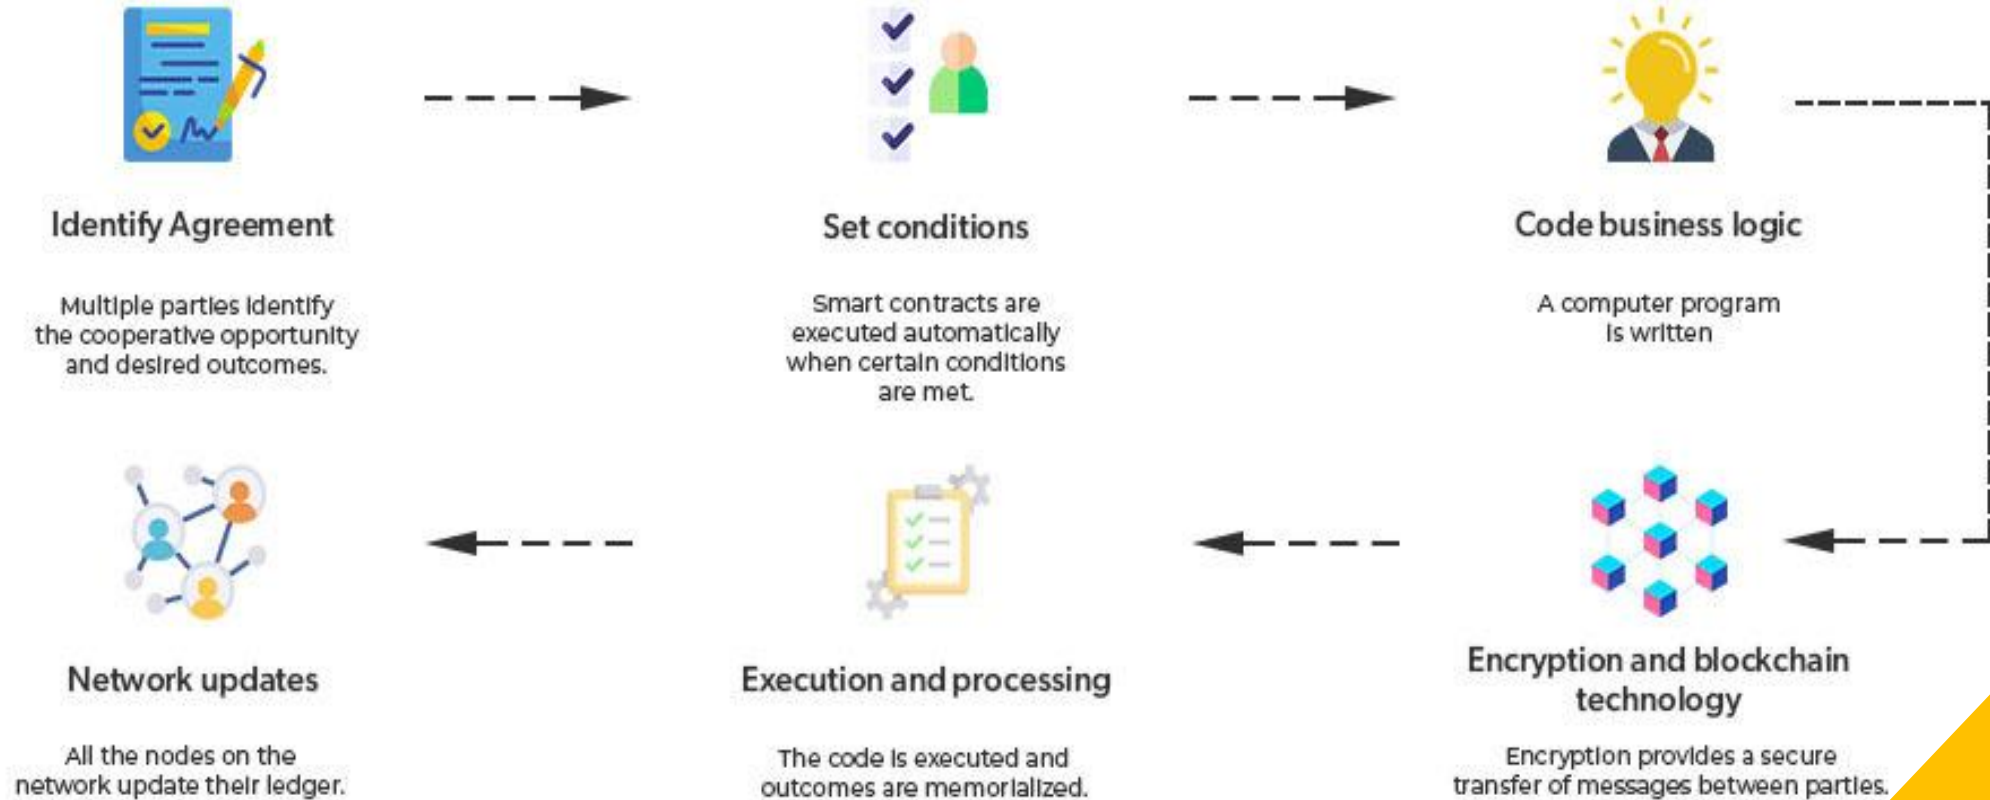 Identify Agreement
Multiple parties identify
the cooperative opportunity
and desired outcomes.
Set conditions
Smart contracts are
executed automatically
when certain conditions
are met.
Code business logic
A computer program
is written
Encryption and blockchain
technology
Encryption provides a secure
transfer of messages between parties.
Execution and processing
The code is executed and
outcomes are memorialized.
Network updates
All the nodes on the
network update their ledger.